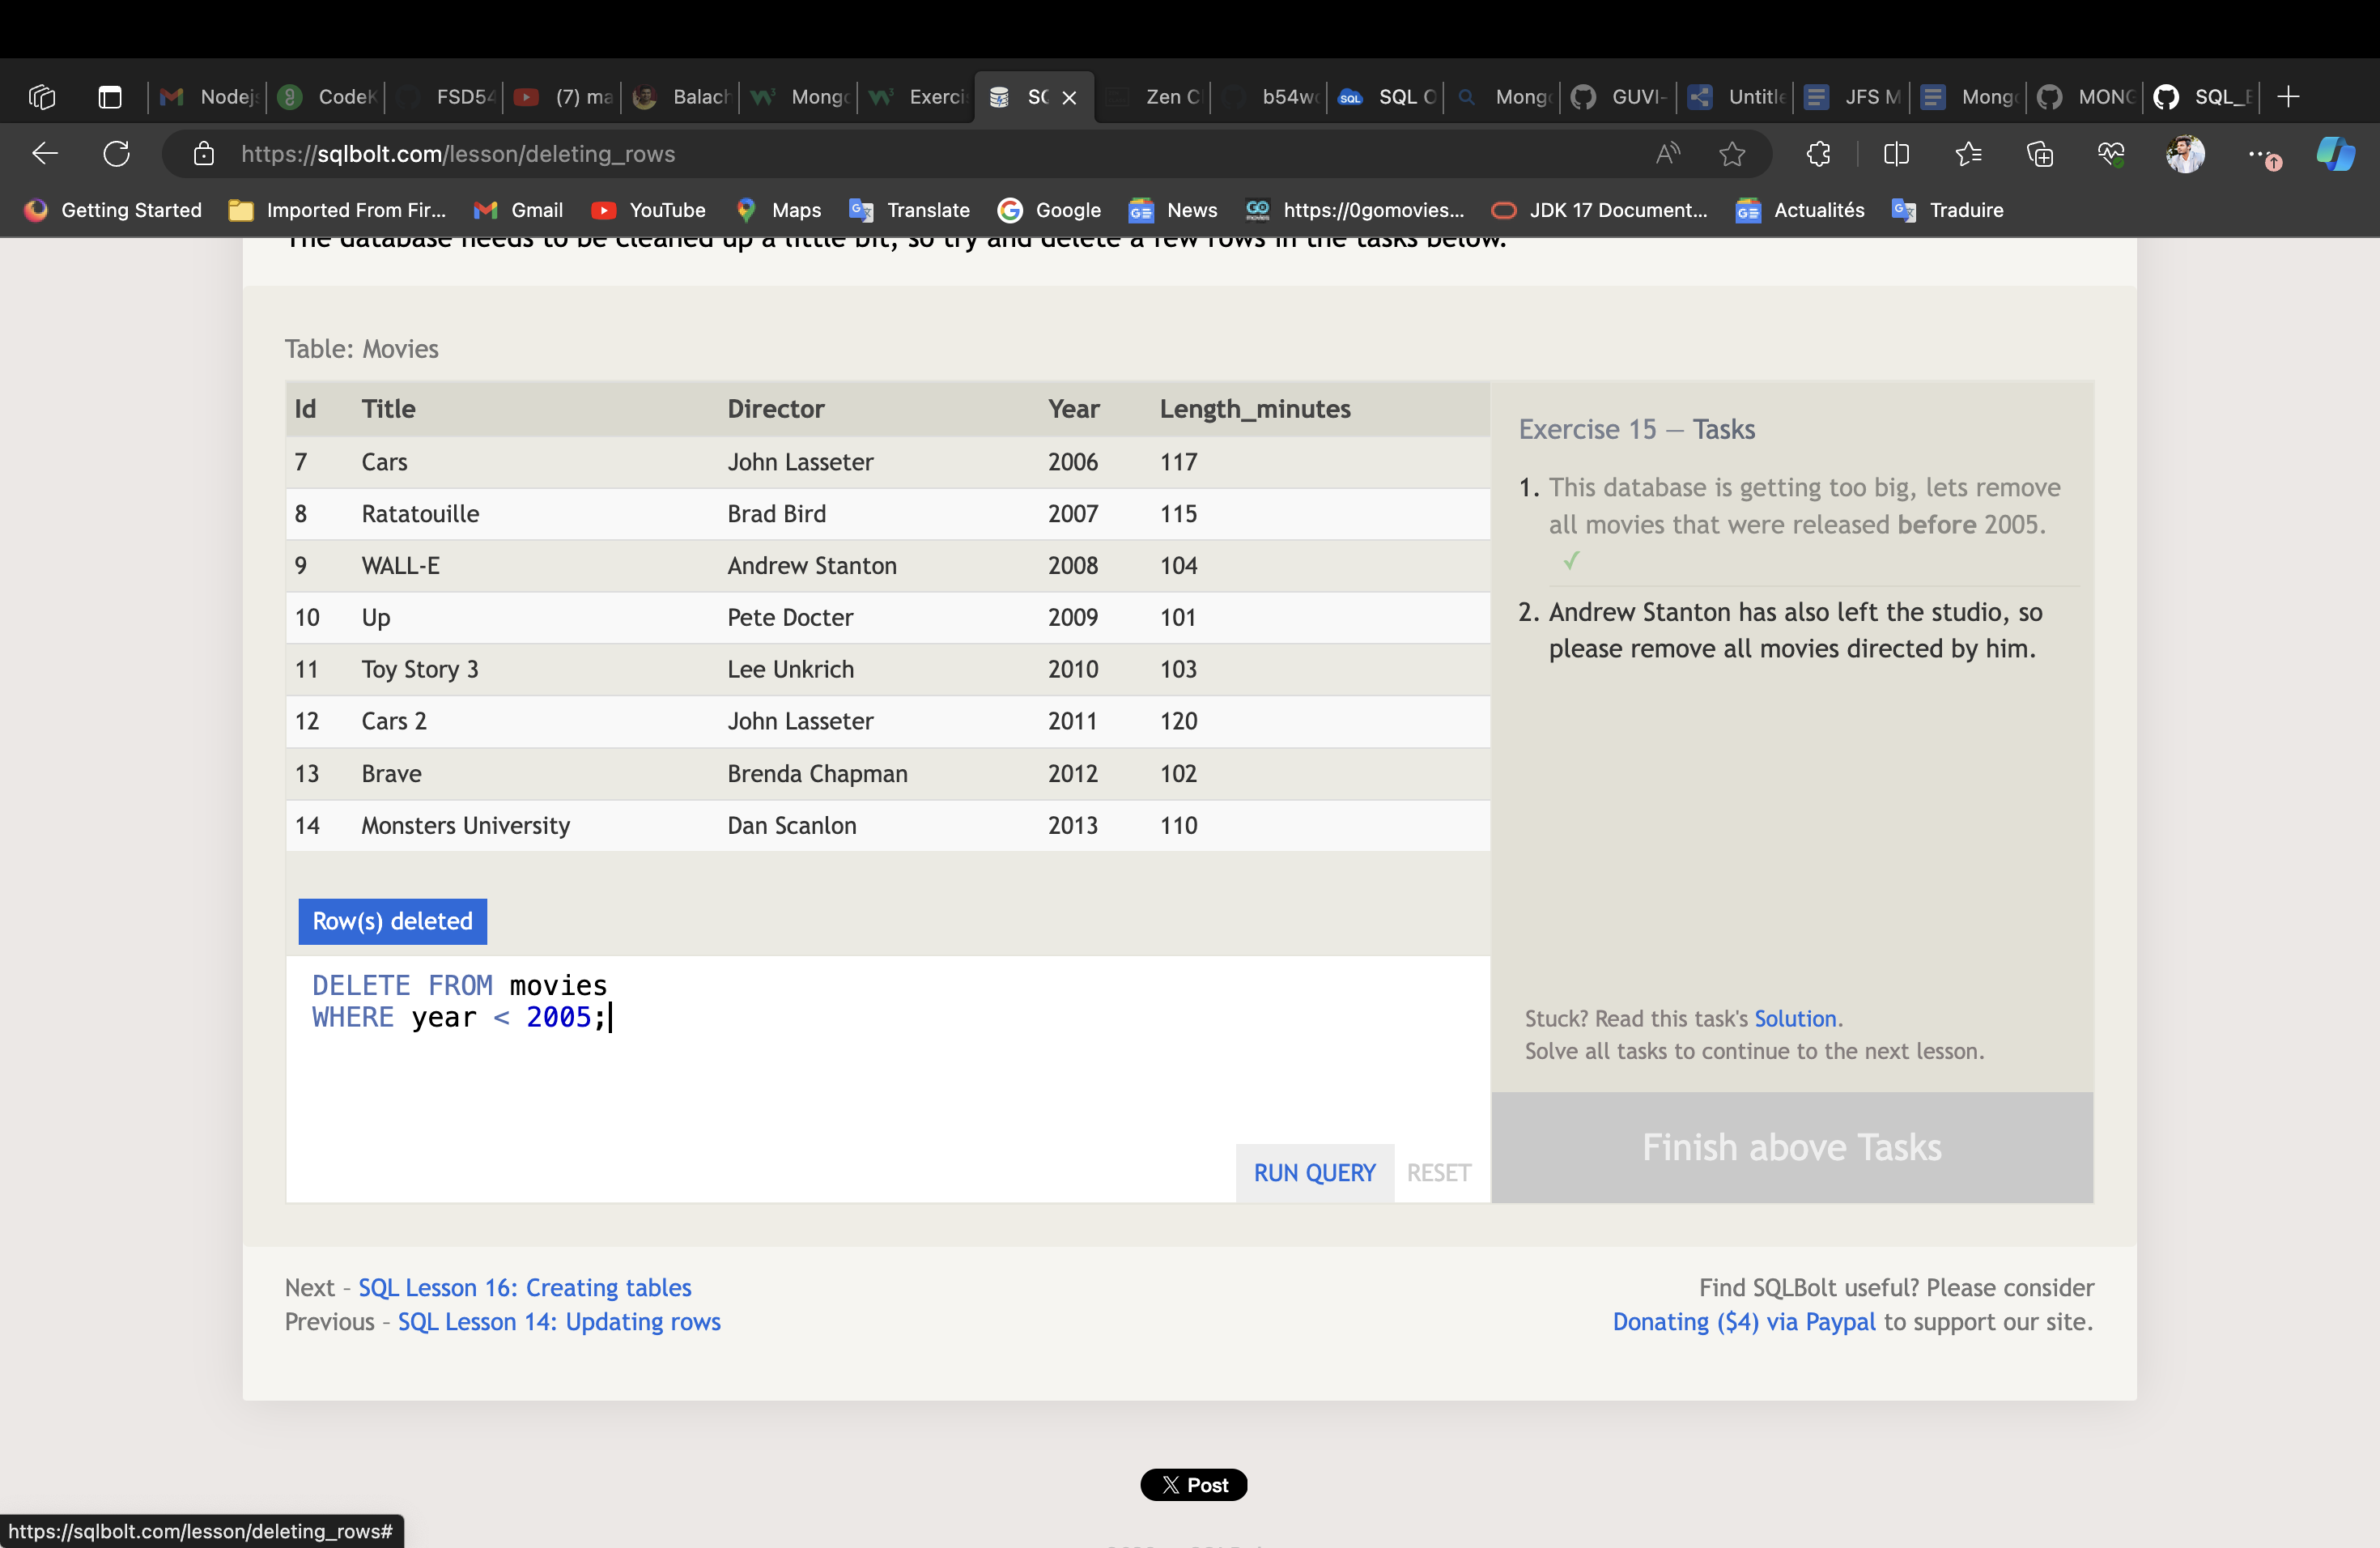 Nodej
CodeK
FSD54
(7) ma
Balach
Mong
Exerci
SQ
Zen C
b54w
SQL O
Mong
GUVI-
Untitle
JFS M
Mong
MONG
SQL_E
https://sqlbolt.com/lesson/deleting_rows
Getting Started
Imported From Fir...
Gmail
YouTube
Maps
Translate
Google
News
https://0gomovies...
JDK 17 Document...
Actualités
Traduire
The database needs to be cleaned up a little bit, so try and delete a few rows in the tasks below.
Table: Movies
Id Title Director Year Length_minutes
7 Cars John Lasseter 2006 117
8 Ratatouille Brad Bird 2007 115
9 WALL-E Andrew Stanton 2008 104
10 Up Pete Docter 2009 101
11 Toy Story 3 Lee Unkrich 2010 103
12 Cars 2 John Lasseter 2011 120
13 Brave Brenda Chapman 2012 102
14 Monsters University Dan Scanlon 2013 110
Row(s) deleted
DELETE FROM movies
WHERE year < 2005;
RUN QUERY RESET
Exercise 15 — Tasks
1. This database is getting too big, lets remove
all movies that were released before 2005.
✓
2. Andrew Stanton has also left the studio, so
please remove all movies directed by him.
Stuck? Read this task's Solution.
Solve all tasks to continue to the next lesson.
Finish above Tasks
Next – SQL Lesson 16: Creating tables
Previous – SQL Lesson 14: Updating rows
Find SQLBolt useful? Please consider
Donating ($4) via Paypal to support our site.
X Post
https://sqlbolt.com/lesson/deleting_rows#